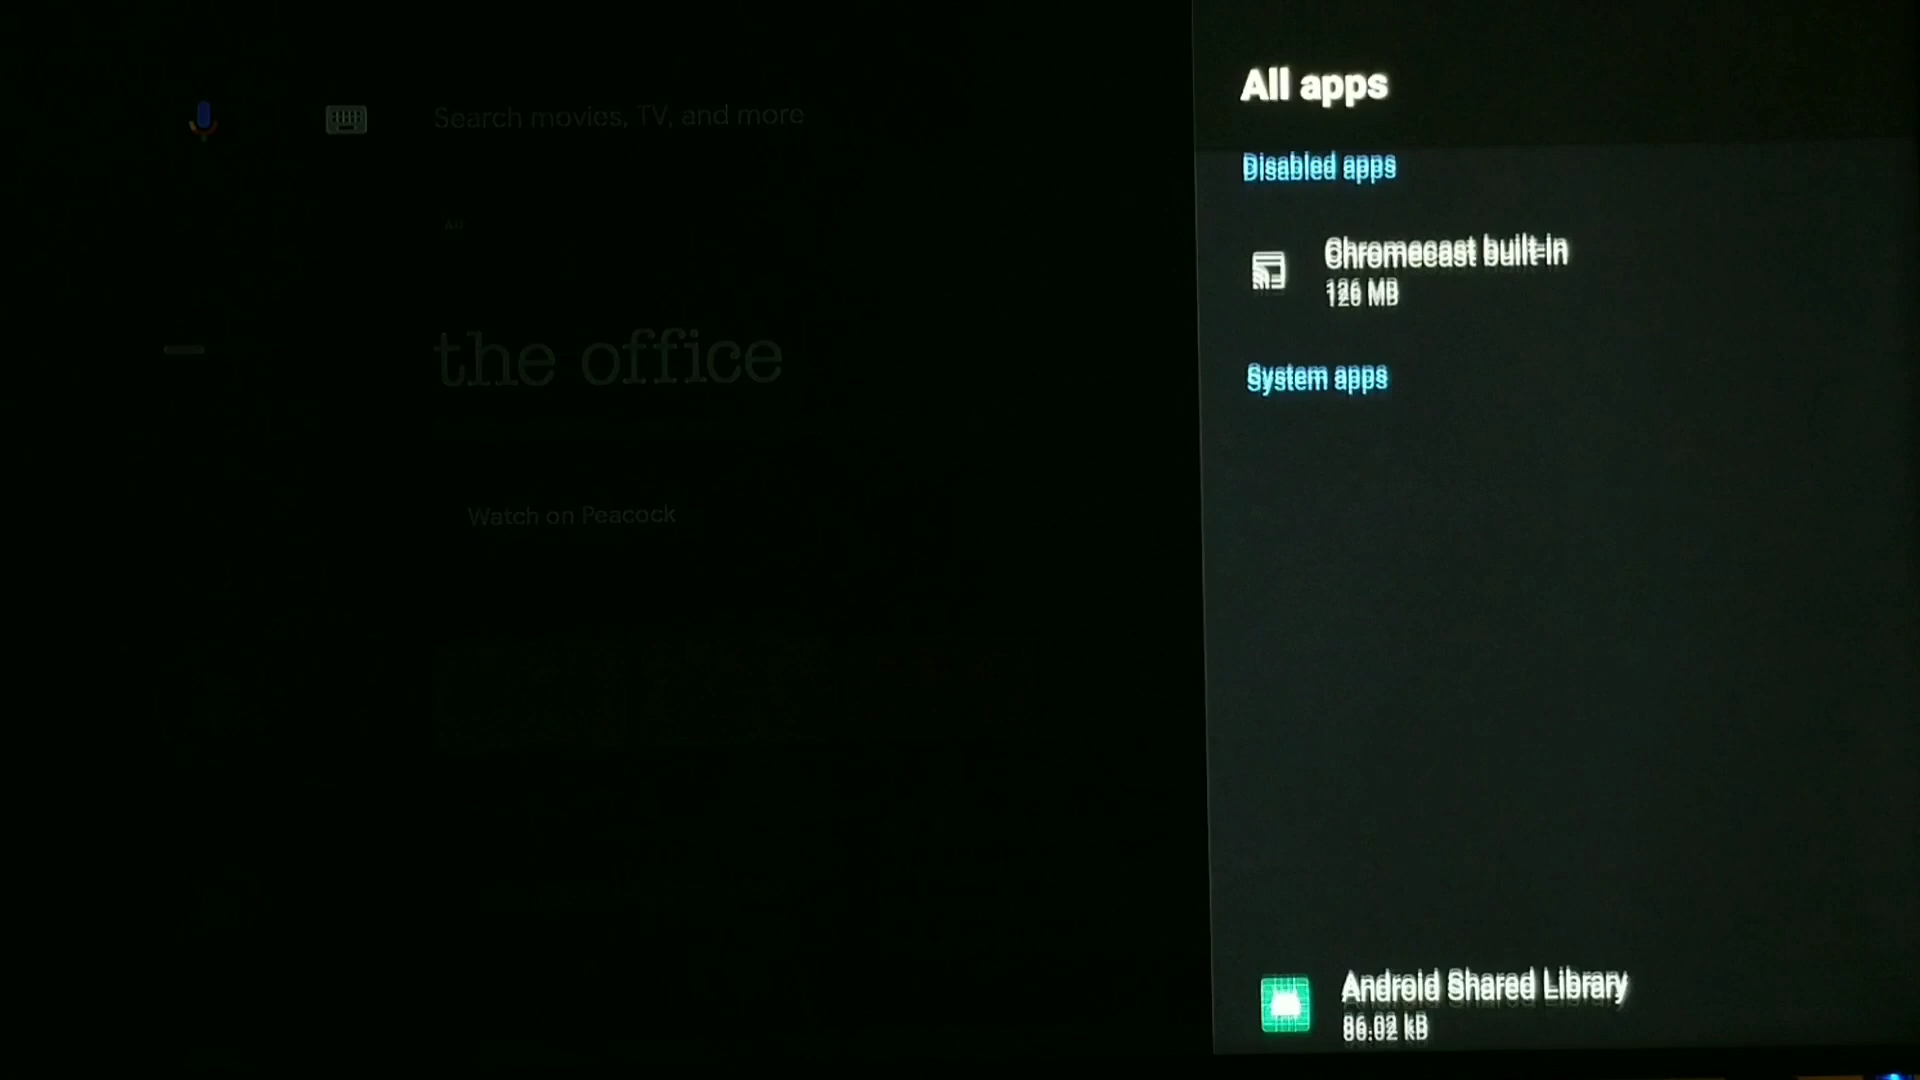 Search movies, TV, and more
Ad
the office
Watch on Peacock
All apps
Disabled apps
Chromecast built-in
126 MB
System apps
Android Shared Library
86.02 kB